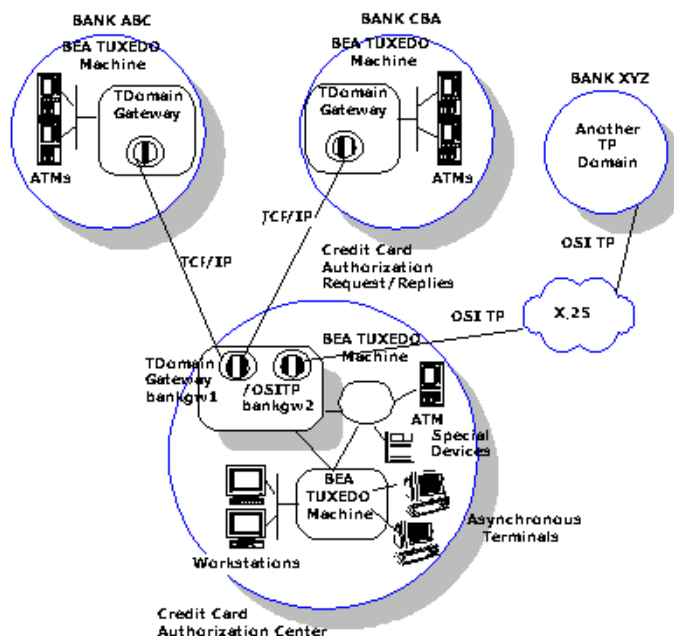 BANK ABC
BEA TUXEDO
Machine
TDomain
Gateway
ATMs
BANK CBA
BEA TUXEDO
Machine
TDomain
Gateway
ATMs
BANK XYZ
Another
TP
Domain
TCF/IP
TCF/IP
Credit Card
Authorization
Request/Replies
OSI TP
X.25
OSI TP
BEA TUXEDO
Machine
TDomain
Gateway
bankgw1
/OSITP
bankgw2
ATM
Special
Devices
BEA
TUXEDO
Machine
Workstations
Asynchronous
Terminals
Credit Card
Authorization Center